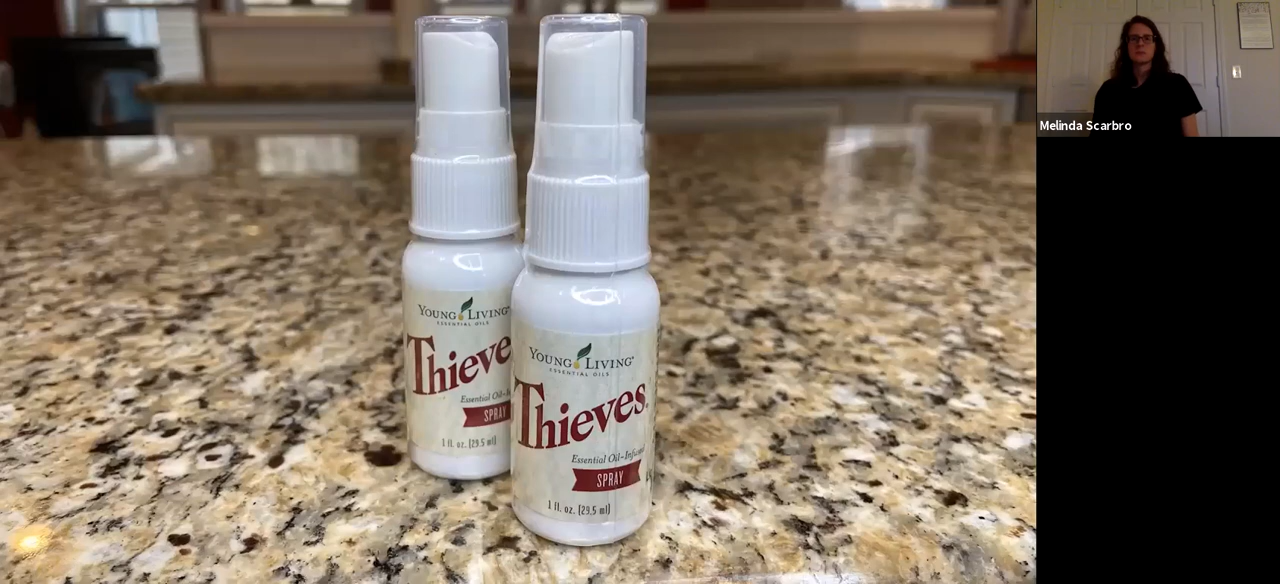 Melinda Scarbro
YOUNG LIVING
ESSENTIAL OILS
Thieve
Essential Oil-In
SPRAY
1 fl. oz. (29.5 ml)
YOUNG LIVING®
ESSENTIAL OILS
Thieves®
Essential Oil-Infused
SPRAY
1 fl. oz. (29.5 ml)